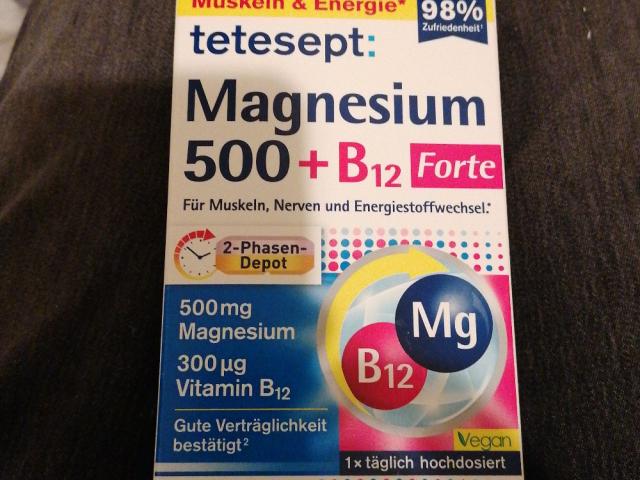 Muskeln & Energie*
98%
Zufriedenheit¹
tetesept:
Magnesium
500 + B12 Forte
Für Muskeln, Nerven und Energiestoffwechsel.*
2-Phasen-
Depot
500 mg
Magnesium
300 µg
Vitamin B12
Gute Verträglichkeit
bestätigt²
Mg
B12
Vegan
1x täglich hochdosiert